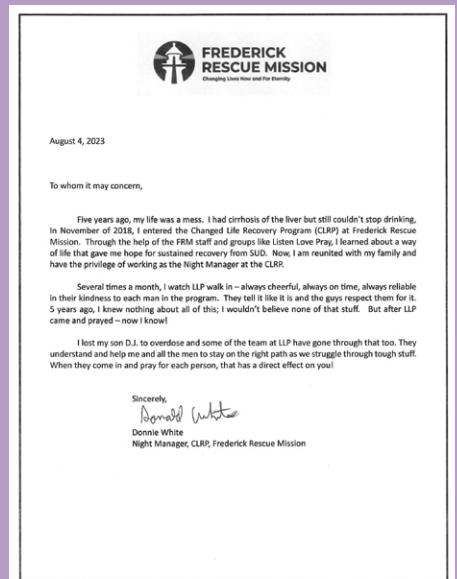 FREDERICK
RESCUE MISSION
Changing Lives Now and For Eternity
August 4, 2023
To whom it may concern,
Five years ago, my life was a mess. I had cirrhosis of the liver but still couldn't stop drinking,
In November of 2018, I entered the Changed Life Recovery Program (CLRP) at Frederick Rescue
Mission. Through the help of the FRM staff and groups like Listen Love Pray, I learned about a way
of life that gave me hope for sustained recovery from SUD. Now, I am reunited with my family and
have the privilege of working as the Night Manager at the CLRP.
Several times a month, I watch LLP walk in – always cheerful, always on time, always reliable
in their kindness to each man in the program. They tell it like it is and the guys respect them for it.
5 years ago, I knew nothing about all of this; I wouldn't believe none of that stuff. But after LLP
came and prayed – now I know!
I lost my son D.J. to overdose and some of the team at LLP have gone through that too. They
understand and help me and all the men to stay on the right path as we struggle through tough stuff.
When they come in and pray for each person, that has a direct effect on you!
Sincerely,
Donald White
Donnie White
Night Manager, CLRP, Frederick Rescue Mission